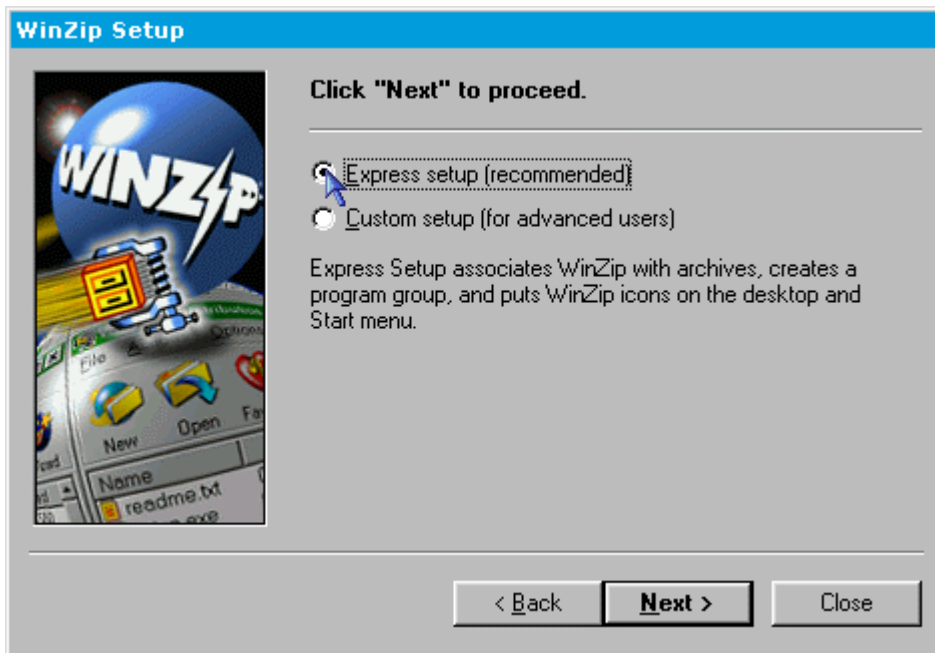 WinZip Setup
Click "Next" to proceed.
Express setup (recommended)
Custom setup (for advanced users)
Express Setup associates WinZip with archives, creates a
program group, and puts WinZip icons on the desktop and
Start menu.
WINZIP
File
Options
New
Open
Name
readme.txt
< Back
Next >
Close